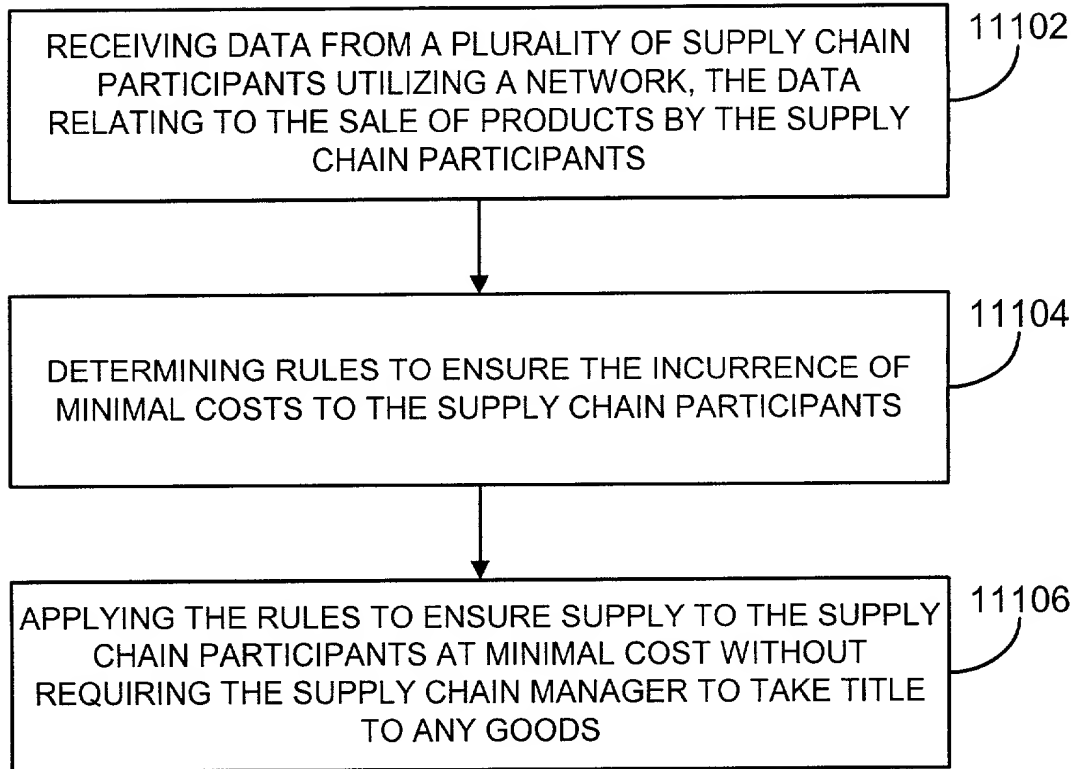 RECEIVING DATA FROM A PLURALITY OF SUPPLY CHAIN
PARTICIPANTS UTILIZING A NETWORK, THE DATA
RELATING TO THE SALE OF PRODUCTS BY THE SUPPLY
CHAIN PARTICIPANTS
11102
DETERMINING RULES TO ENSURE THE INCURRENCE OF
MINIMAL COSTS TO THE SUPPLY CHAIN PARTICIPANTS
11104
APPLYING THE RULES TO ENSURE SUPPLY TO THE SUPPLY
CHAIN PARTICIPANTS AT MINIMAL COST WITHOUT
REQUIRING THE SUPPLY CHAIN MANAGER TO TAKE TITLE
TO ANY GOODS
11106